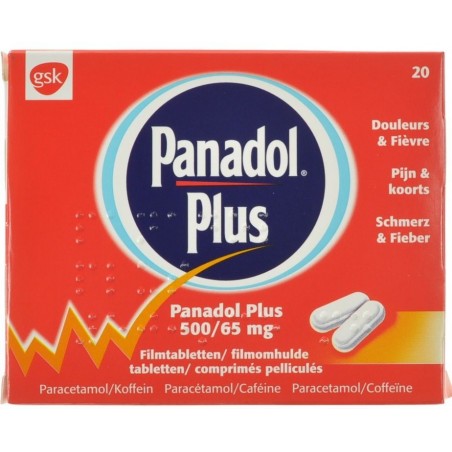 gsk
20
Panadol®
Plus
Douleurs
& Fièvre
Pijn &
koorts
Schmerz
& Fieber
Panadol Plus
500/65 mg
Filmtabletten/ filmomhulde
tabletten/ comprimés pelliculés
Paracetamol/Koffein Paracétamol/Caféine Paracetamol/Coffeïne